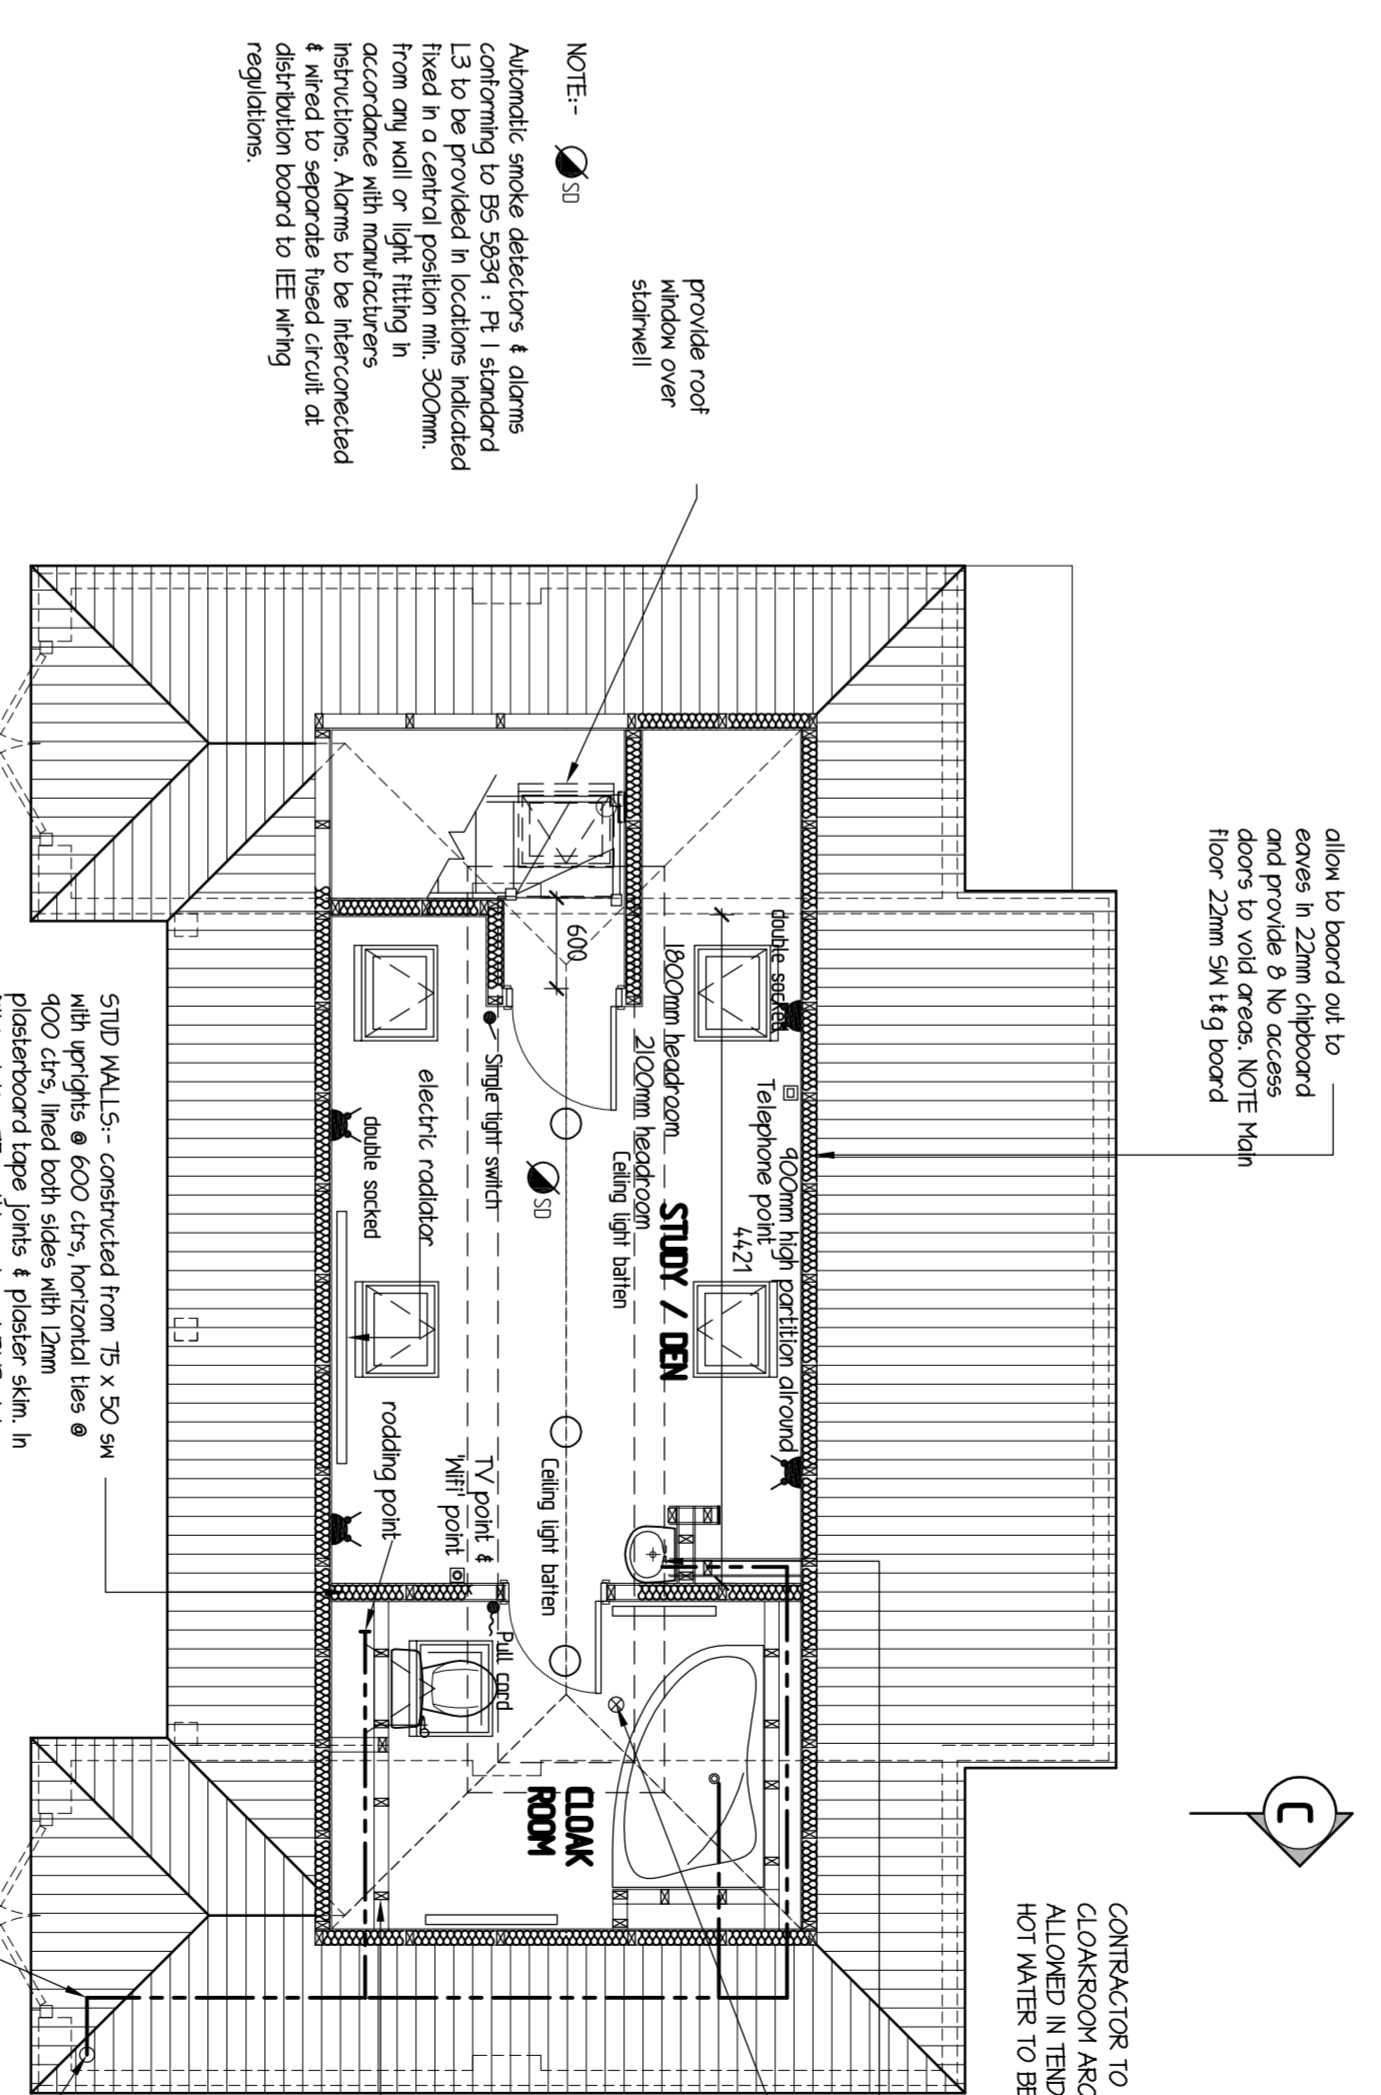 allow to baord out to
eaves in 22mm chipboard
and provide 8 No access
doors to void areas. NOTE Main
floor 22mm SW t&g board
C
CONTRACTOR TO
CLOAKROOM
ALLOWED IN
HOT WATER TO BE
provide roof
window over
stairwell
NOTE:-
SD
Automatic smoke detectors & alarms
conforming to BS 5839 : Pt 1 standard
L3 to be provided in locations indicated
fixed in a central position min. 300mm.
from any wall or light fitting in
accordance with manufacturers
instructions. Alarms to be interconected
& wired to separate fused circuit at
distribution board to IEE wiring
regulations.
double socked
900mm high partition alround
Telephone point
4421
1800mm headroom
2100mm headroom
STUDY / DEN
Ceiling light batten
600
SD
Ceiling light batten
Single light switch
TV point &
'Wifi' point
electric radiator
rodding point
double socked
Pull cord
CLOAK
ROOM
STUD WALLS:- constructed from 75 x 50 sw
with uprights @ 600 ctrs, horizontal ties @
900 ctrs, lined both sides with 12mm
plasterboard tape joints & plaster skim. In